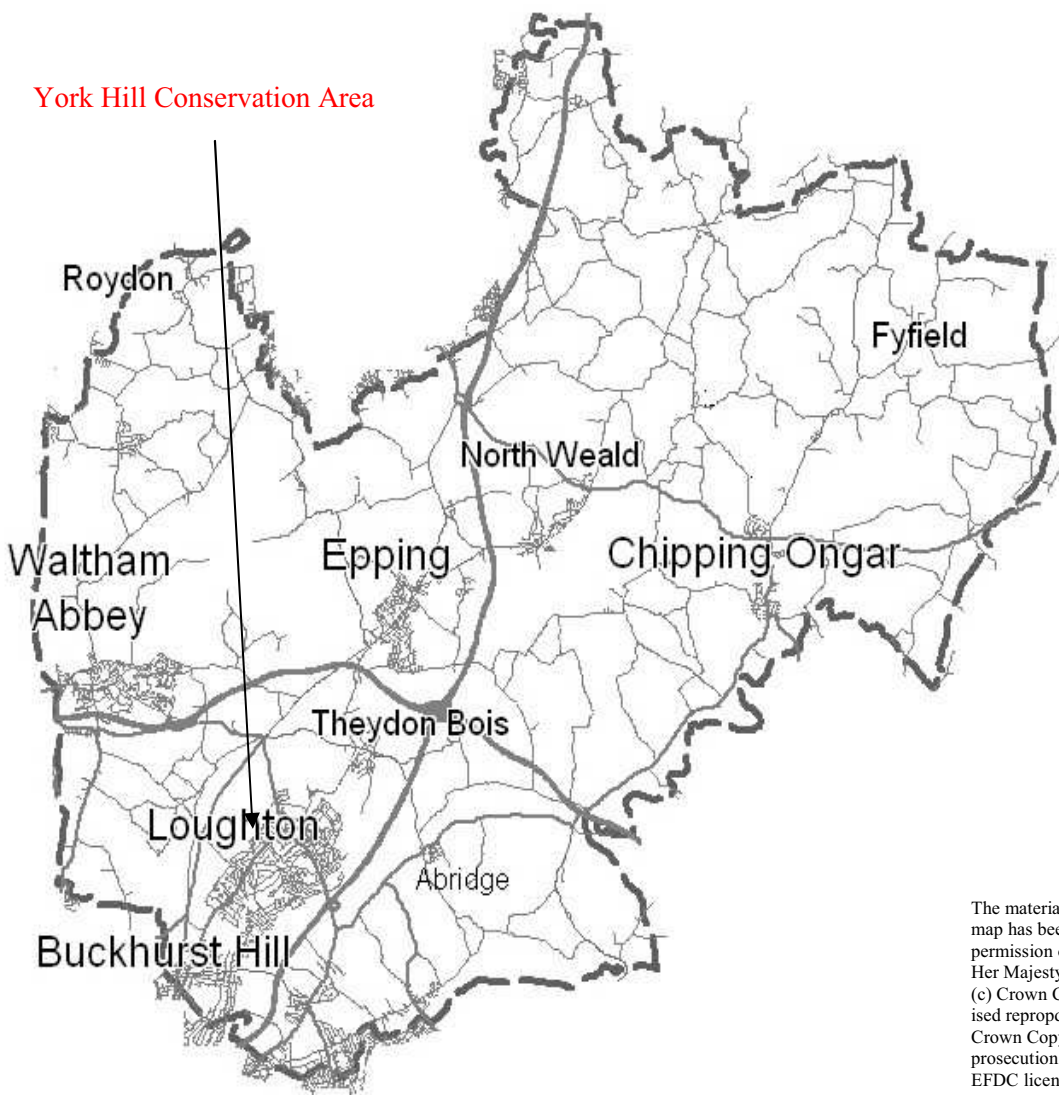 York Hill Conservation Area
Roydon
Fyfield
North Weald
Waltham
Abbey
Epping
Chipping Ongar
Theydon Bois
Loughton
Abridge
Buckhurst Hill
The materia
map has bee
permission
Her Majesty
(c) Crown C
ised repropo
Crown Cop
prosecution
EFDC licen